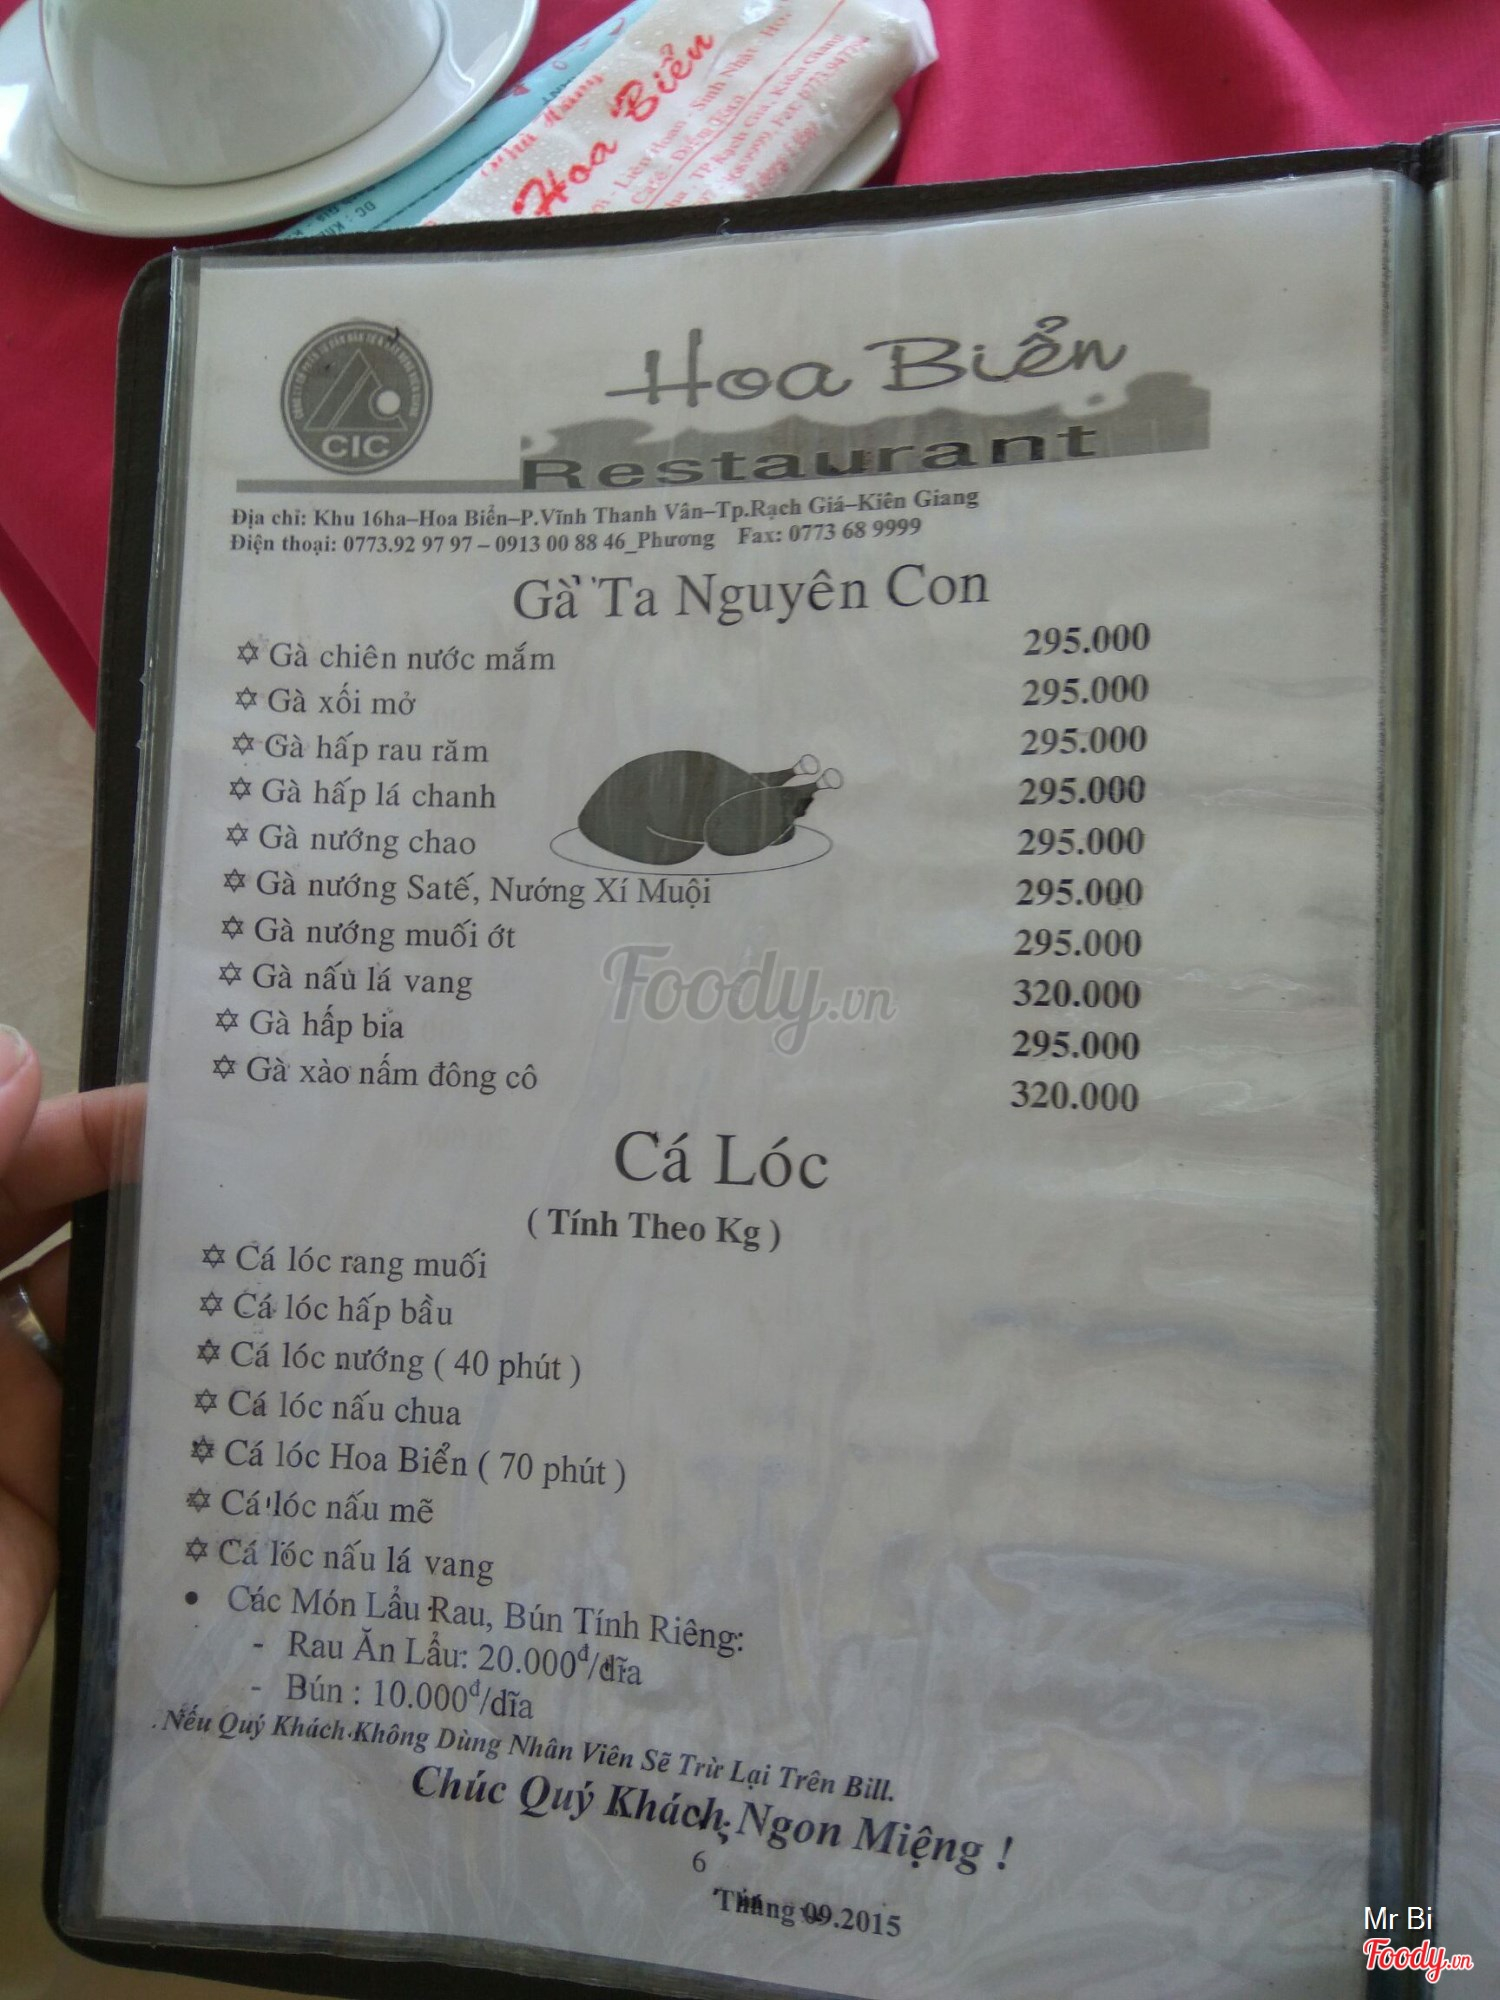 Hoa Biển
CIC
Hoa Biển
Restaurant
Địa chỉ: Khu 16ha–Hoa Biển–P.Vĩnh Thanh Vân–Tp.Rạch Giá–Kiên Giang
Điện thoại: 0773.92 97 97 – 0913 00 88 46_Phương Fax: 0773 68 9999
Gà Ta Nguyên Con
Gà chiên nước mắm 295.000
Gà xối mở 295.000
Gà hấp rau răm 295.000
Gà hấp lá chanh 295.000
Gà nướng chao 295.000
Gà nướng Satế, Nướng Xí Muội 295.000
Gà nướng muối ớt 295.000
Gà nấu lá vang 320.000
Gà hấp bia 295.000
Gà xào nấm đông cô 320.000
Cá Lóc
( Tính Theo Kg )
Cá lóc rang muối
Cá lóc hấp bầu
Cá lóc nướng ( 40 phút )
Cá lóc nấu chua
Cá lóc Hoa Biển ( 70 phút )
Cá lóc nấu mẽ
Cá lóc nấu lá vang
• Các Món Lẩu Rau, Bún Tính Riêng:
- Rau Ăn Lẩu: 20.000đ/dĩa
- Bún : 10.000đ/dĩa
Nếu Quý Khách Không Dùng Nhân Viên Sẽ Trừ Lại Trên Bill.
Chúc Quý Khách Ngon Miệng !
6
Tháng 09.2015
Foody.vn
Mr Bi
Foody.vn